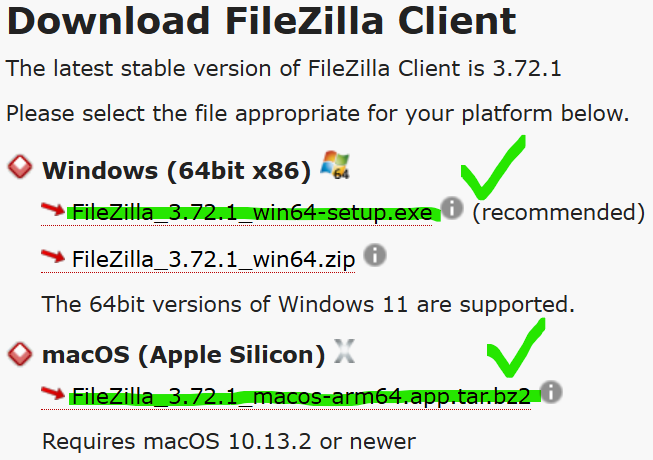 Download FileZilla Client
The latest stable version of FileZilla Client is 3.72.1
Please select the file appropriate for your platform below.
Windows (64bit x86) 64
FileZilla_3.72.1_win64-setup.exe i (recommended)
FileZilla_3.72.1_win64.zip i
The 64bit versions of Windows 11 are supported.
macOS (Apple Silicon) X
FileZilla_3.72.1_macos-arm64.app.tar.bz2 i
Requires macOS 10.13.2 or newer